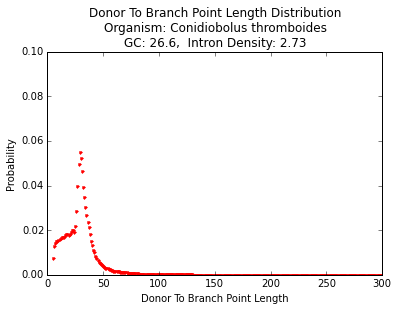 Donor To Branch Point Length Distribution
Organism: Conidiobolus thromboides
GC: 26.6,  Intron Density: 2.73
0.10
0.08
0.06
0.04
0.02
0.00
Probability
0 50 100 150 200 250 300
Donor To Branch Point Length